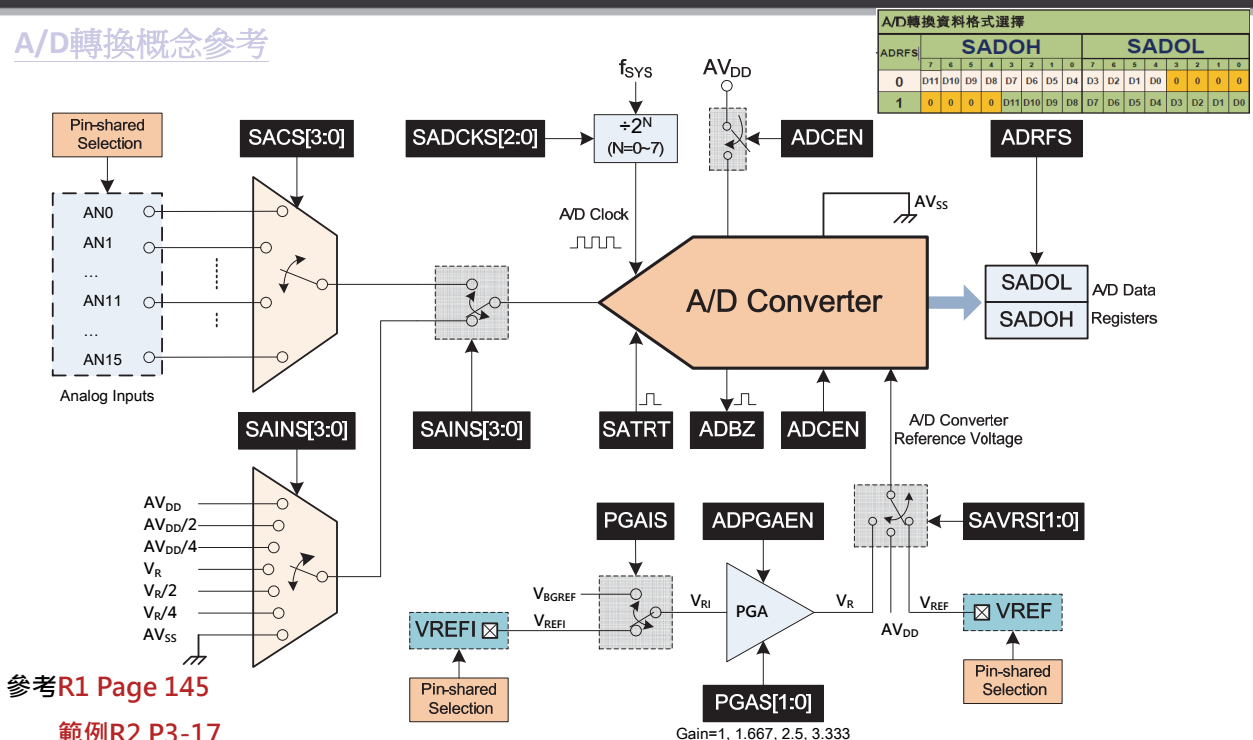 A/D轉換概念參考
A/D轉換資料格式選擇
ADRFS SADOH SADOL
7 6 5 4 3 2 1 0 7 6 5 4 3 2 1 0
0 D11 D10 D9 D8 D7 D6 D5 D4 D3 D2 D1 D0 0 0 0 0
1 0 0 0 0 D11 D10 D9 D8 D7 D6 D5 D4 D3 D2 D1 D0
fSYS
AVDD
Pin-shared
Selection
SACS[3:0]
SADCKS[2:0]
÷2N
(N=0~7)
ADCEN
ADRFS
AN0
AN1
...
AN11
...
AN15
Analog Inputs
A/D Clock
AVSS
A/D Converter
SADOL
SADOH
A/D Data
Registers
SAINS[3:0]
SAINS[3:0]
SATRT
ADBZ
ADCEN
A/D Converter
Reference Voltage
AVDD
AVDD/2
AVDD/4
VR
VR/2
VR/4
AVSS
PGAIS
ADPGAEN
SAVRS[1:0]
VBGREF
VREFI
VREFI
VRI
PGA
VR
AVDD
VREF
VREF
Pin-shared
Selection
Pin-shared
Selection
PGAS[1:0]
Gain=1, 1.667, 2.5, 3.333
參考R1 Page 145
範例R2 P3-17